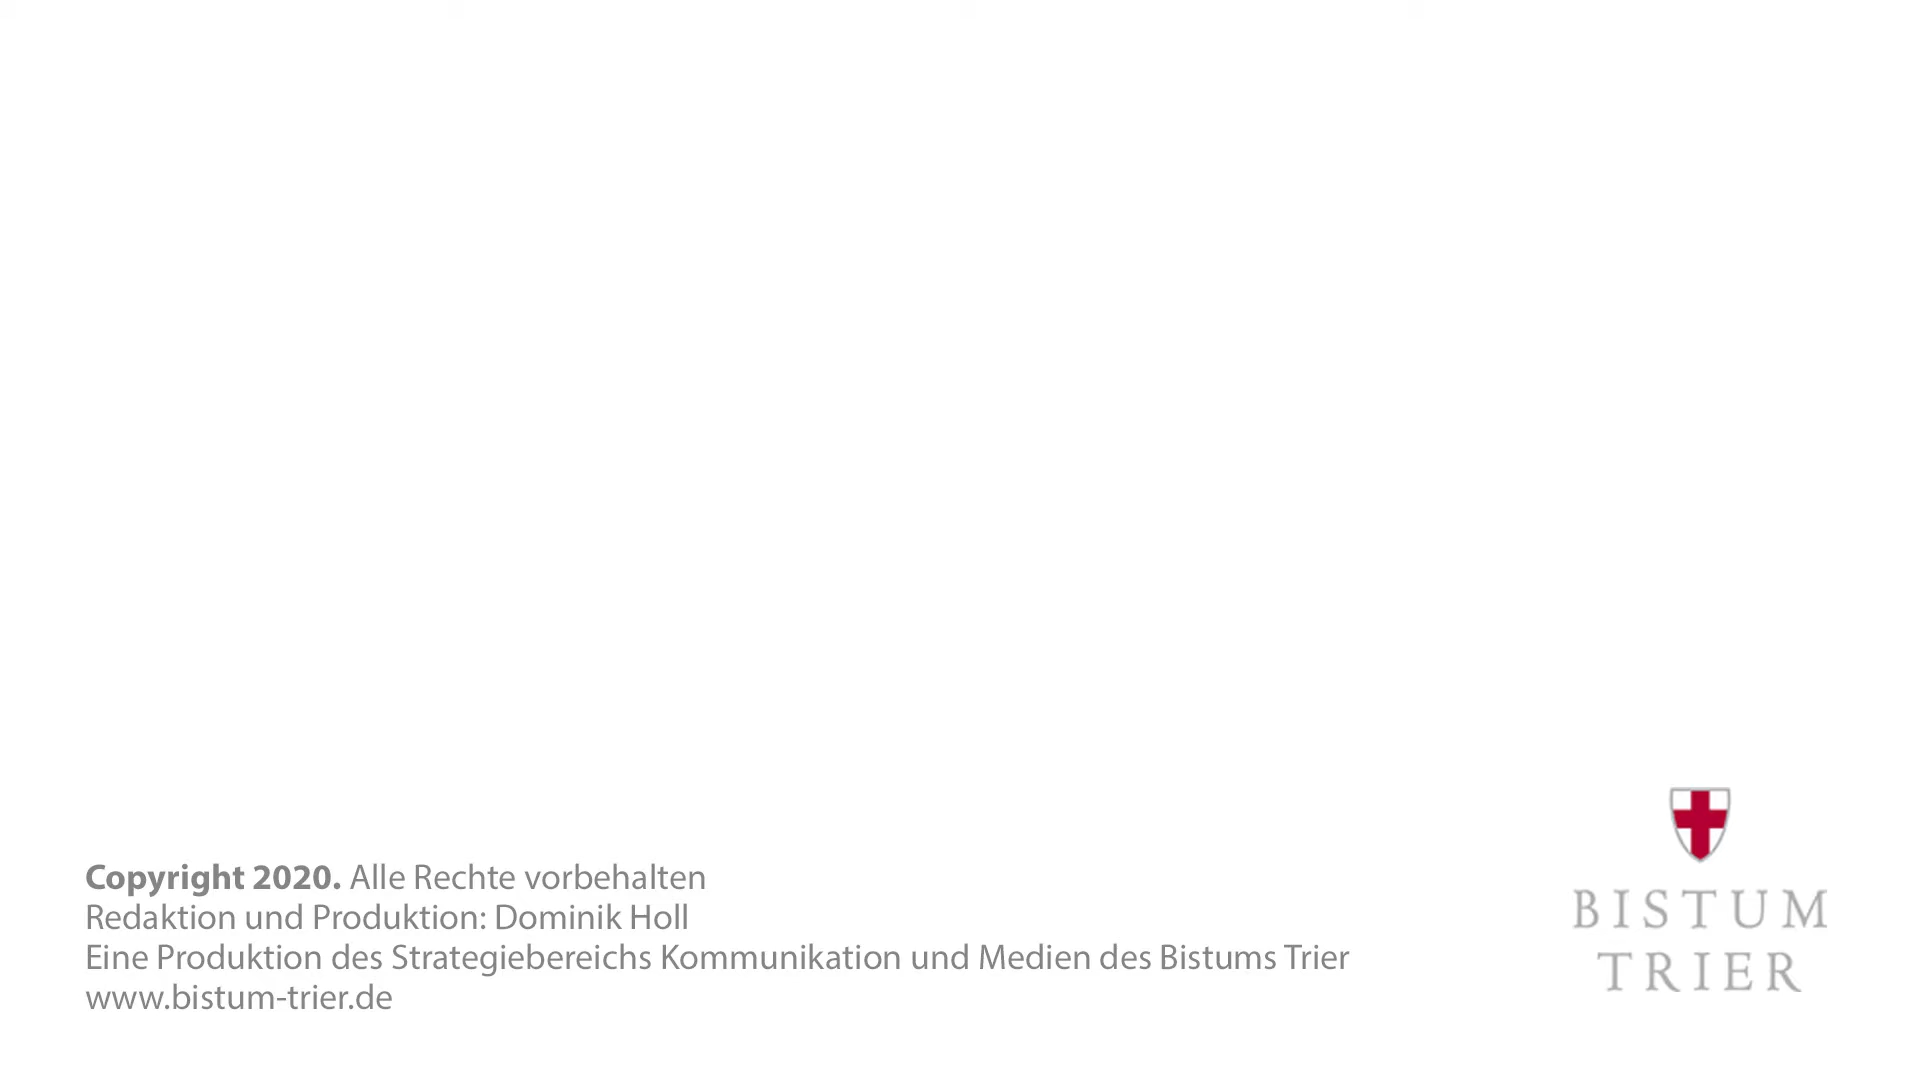 Copyright 2020. Alle Rechte vorbehalten
Redaktion und Produktion: Dominik Holl
Eine Produktion des Strategiebereichs Kommunikation und Medien des Bistums Trier
www.bistum-trier.de
BISTUM
TRIER